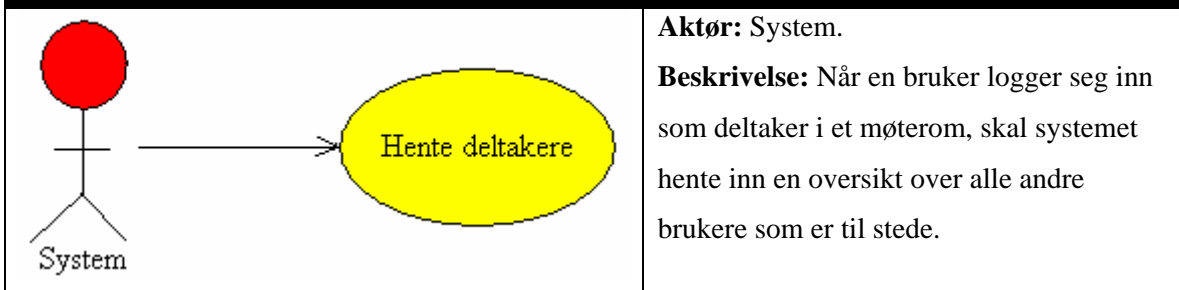 Hente deltakere
System
Aktør: System.
Beskrivelse: Når en bruker logger seg inn
som deltaker i et møterom, skal systemet
hente inn en oversikt over alle andre
brukere som er til stede.